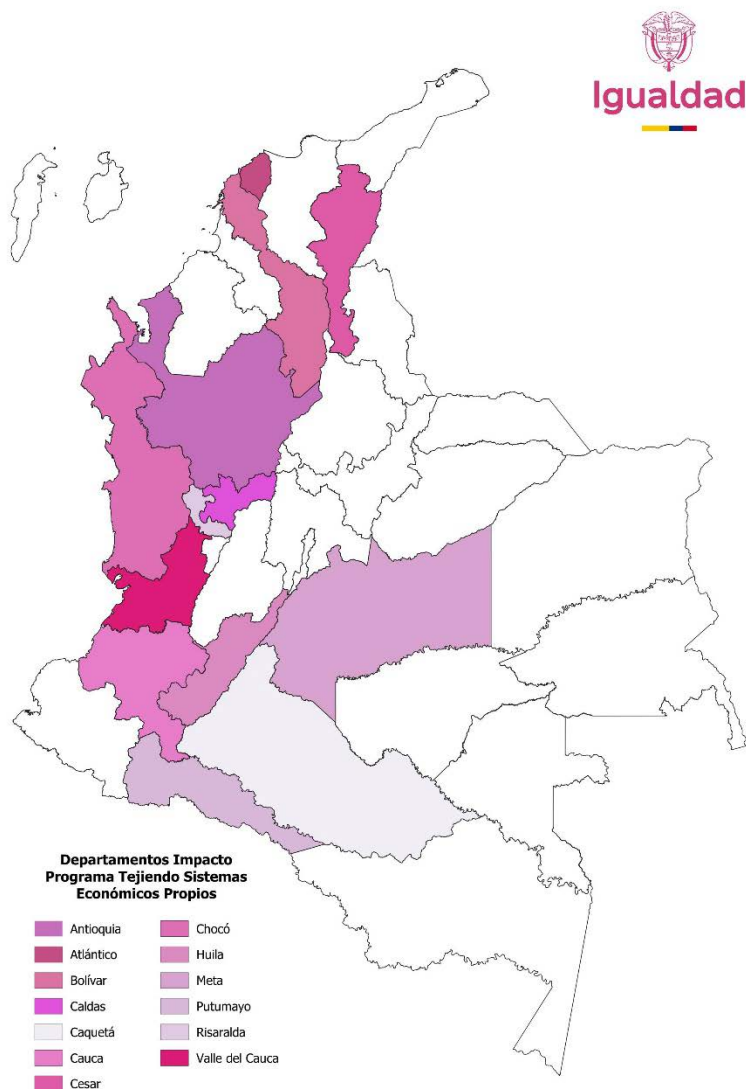 Igualdad
Departamentos Impacto
Programa Tejiendo Sistemas
Económicos Propios
Antioquia
Atlántico
Bolívar
Caldas
Caquetá
Cauca
Cesar
Chocó
Huila
Meta
Putumayo
Risaralda
Valle del Cauca